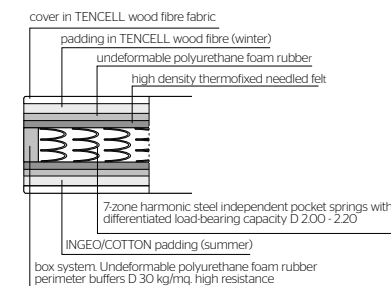 cover in TENCELL wood fibre fabric
padding in TENCELL wood fibre (winter)
undeformable polyurethane foam rubber
high density thermofixed needled felt
7-zone harmonic steel independent pocket springs with
differentiated load-bearing capacity D 2.00 - 2.20
INGEO/COTTON padding (summer)
box system. Undeformable polyurethane foam rubber
perimeter buffers D 30 kg/mq. high resistance